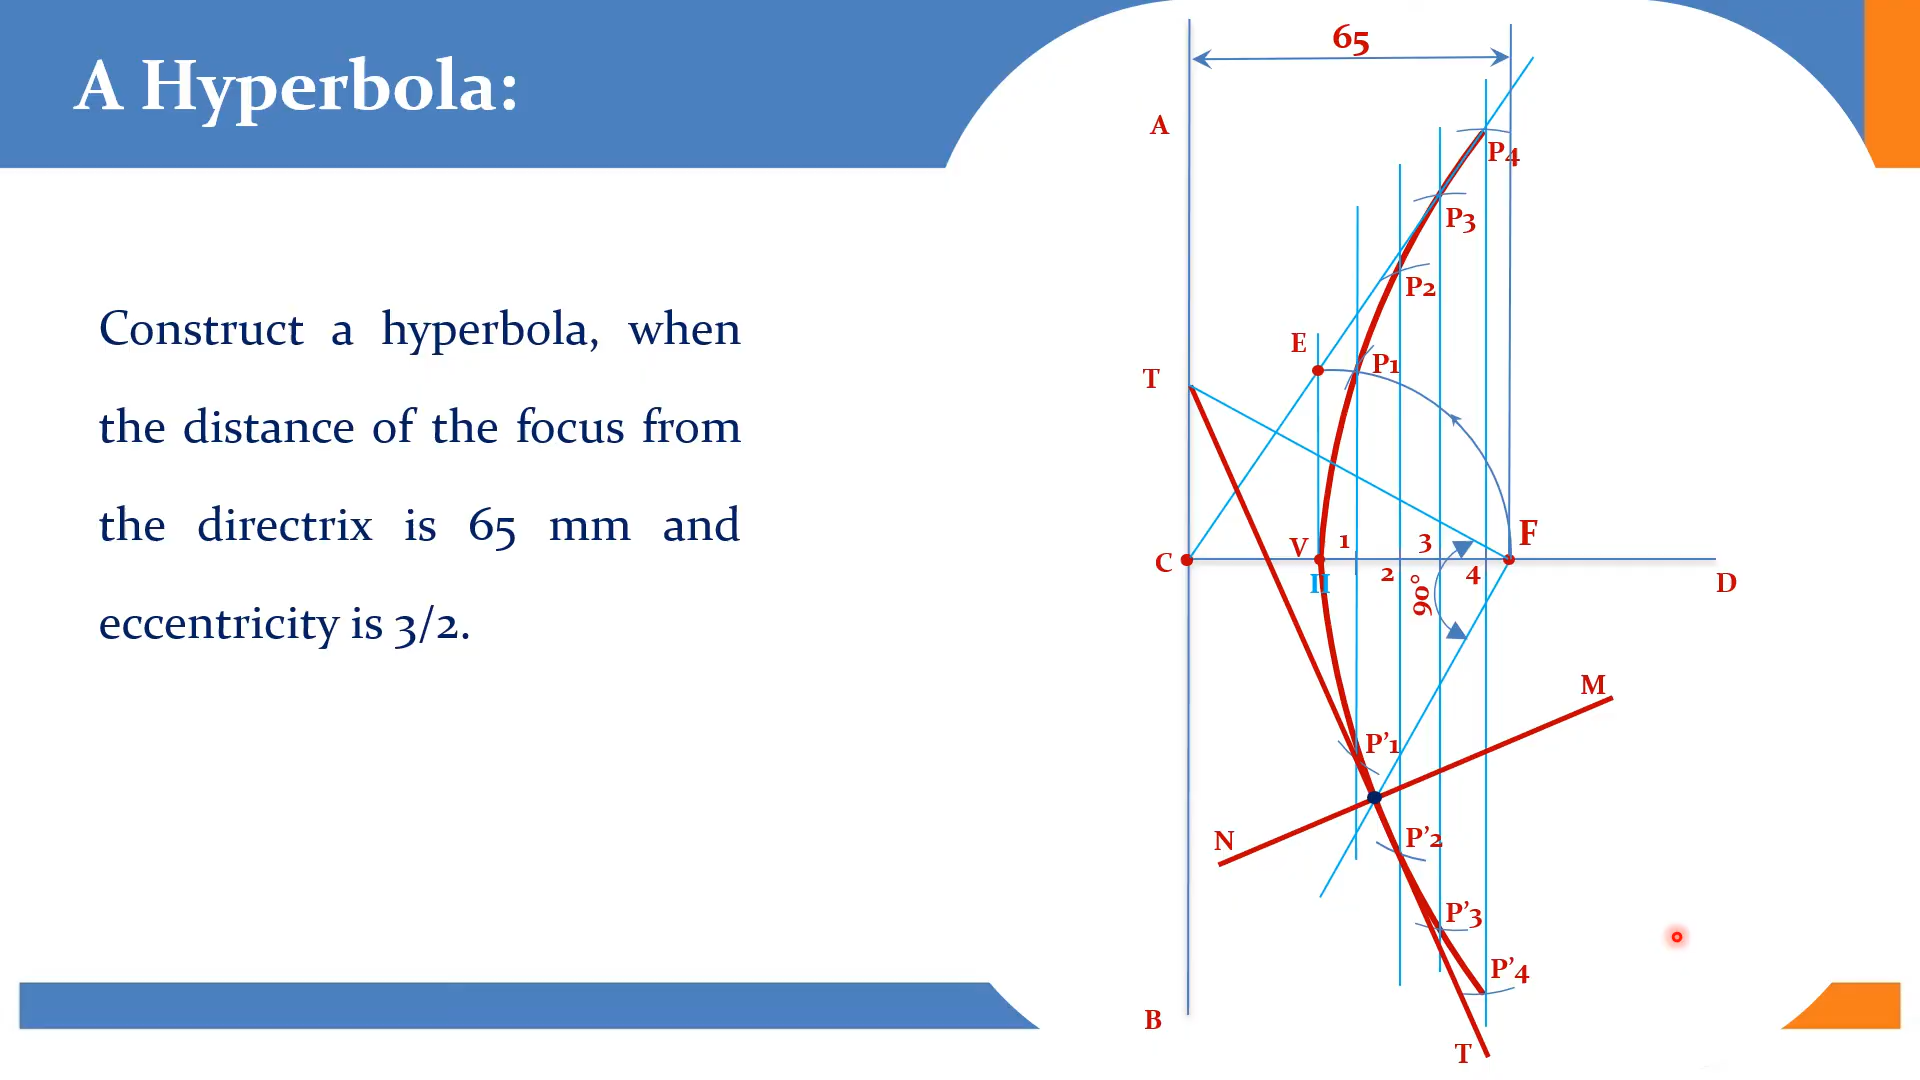 A Hyperbola:
Construct a hyperbola, when
the distance of the focus from
the directrix is 65 mm and
eccentricity is 3/2.
65
A
P4
P3
P2
E
P1
T
F
V 1 3
C
2 4
D
II
90°
M
P'1
N
P'2
P'3
P'4
B
T